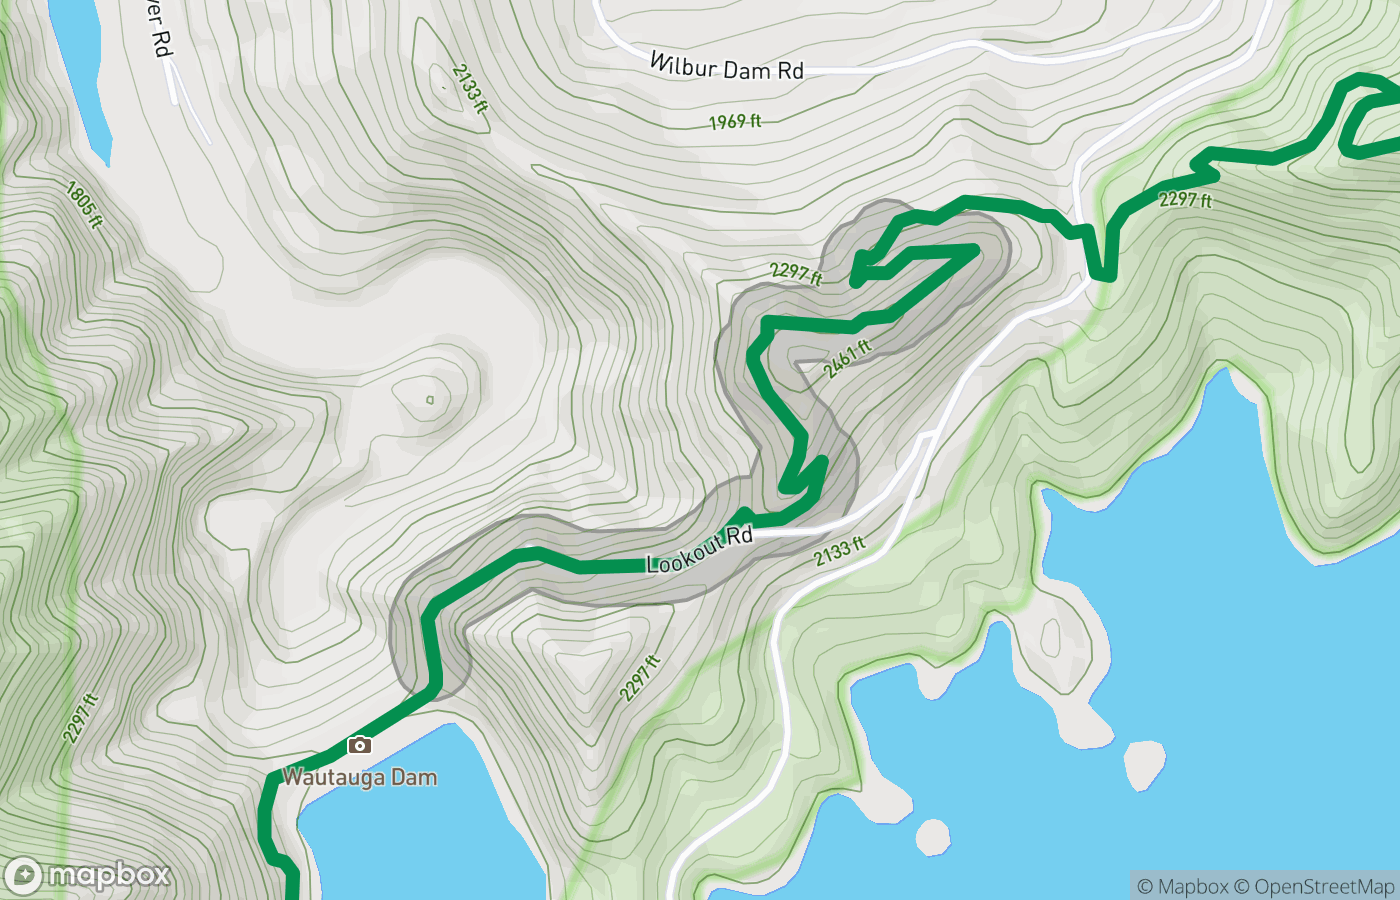 Rd
Wilbur Dam Rd
2133 ft
1969 ft
1805 ft
2297 ft
2297 ft
2461 ft
Lookout Rd
2133 ft
2297 ft
2297 ft
Wautauga Dam
mapbox
© Mapbox © OpenStreetMap